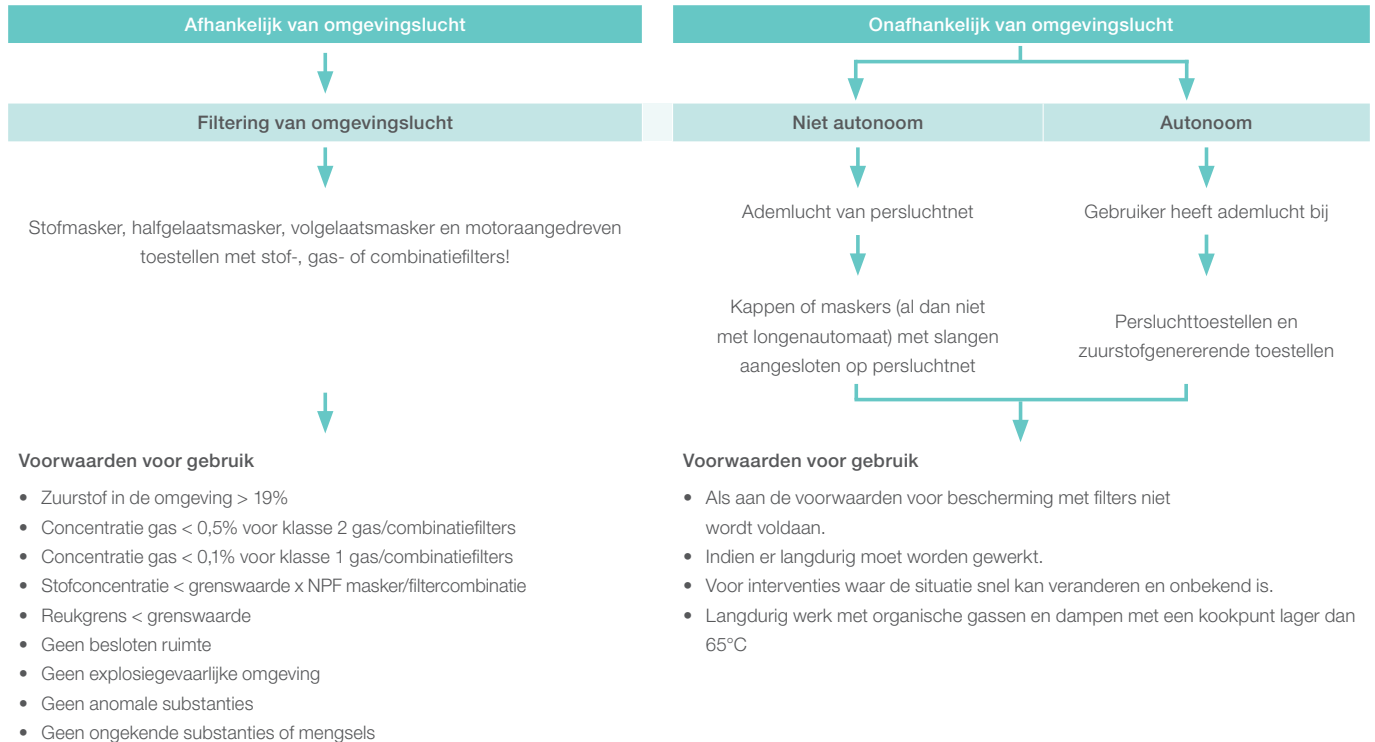 Afhankelijk van omgevingslucht
Filtering van omgevingslucht
Stofmasker, halfgelaatsmasker, volgelaatsmasker en motoraangedreven
toestellen met stof-, gas- of combinatiefilters!
Voorwaarden voor gebruik
• Zuurstof in de omgeving > 19%
• Concentratie gas < 0,5% voor klasse 2 gas/combinatiefilters
• Concentratie gas < 0,1% voor klasse 1 gas/combinatiefilters
• Stofconcentratie < grenswaarde x NPF masker/filtercombinatie
• Reukgrens < grenswaarde
• Geen besloten ruimte
• Geen explosiegevaarlijke omgeving
• Geen anomale substanties
• Geen ongekende substanties of mengsels
Onafhankelijk van omgevingslucht
Niet autonoom
Ademlucht van persluchtnet
Kappen of maskers (al dan niet
met longenautomaat) met slangen
aangesloten op persluchtnet
Autonoom
Gebruiker heeft ademlucht bij
Persluchttoestellen en
zuurstofgenererende toestellen
Voorwaarden voor gebruik
• Als aan de voorwaarden voor bescherming met filters niet
wordt voldaan.
• Indien er langdurig moet worden gewerkt.
• Voor interventies waar de situatie snel kan veranderen en onbekend is.
• Langdurig werk met organische gassen en dampen met een kookpunt lager dan
65°C